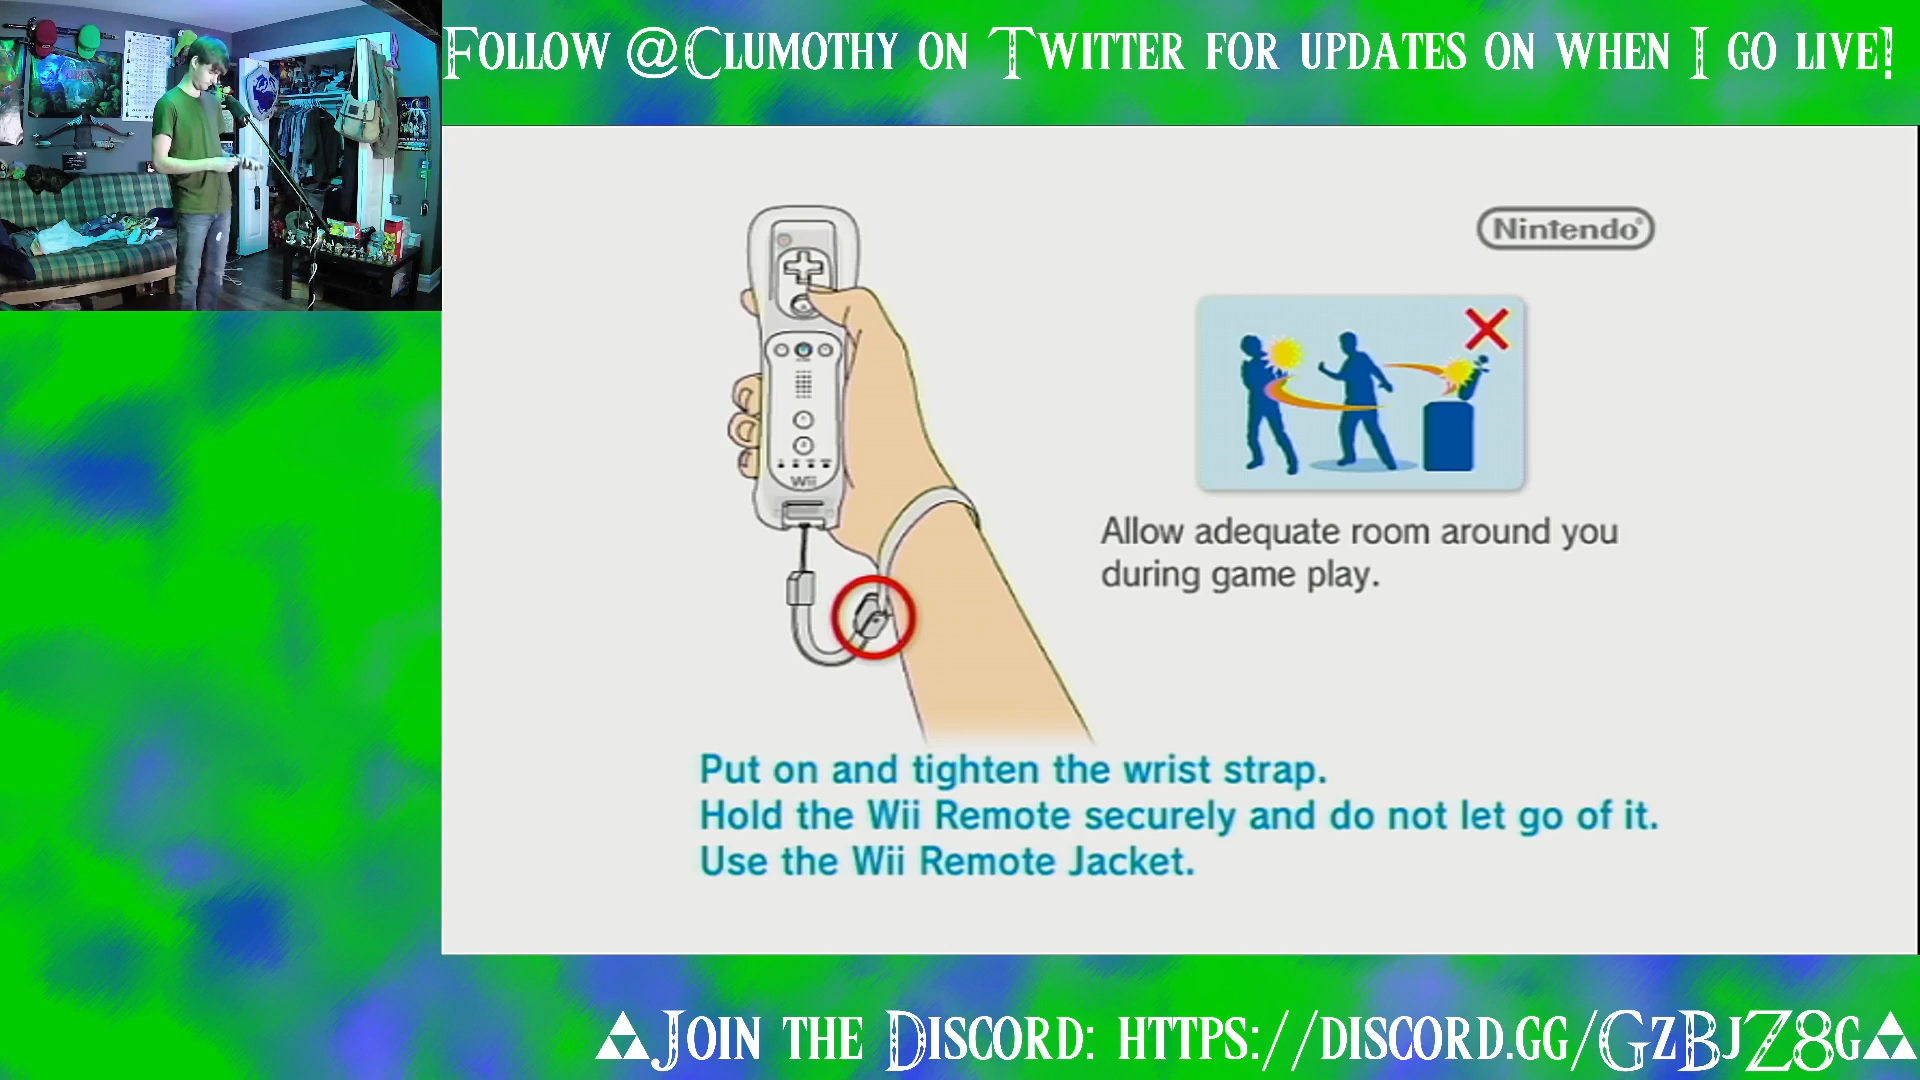 Follow @Clumothy on Twitter for updates on when I go live!
Nintendo®
Wii
Allow adequate room around you
during game play.
Put on and tighten the wrist strap.
Hold the Wii Remote securely and do not let go of it.
Use the Wii Remote Jacket.
Join the Discord: https://discord.gg/GzBjZ8g